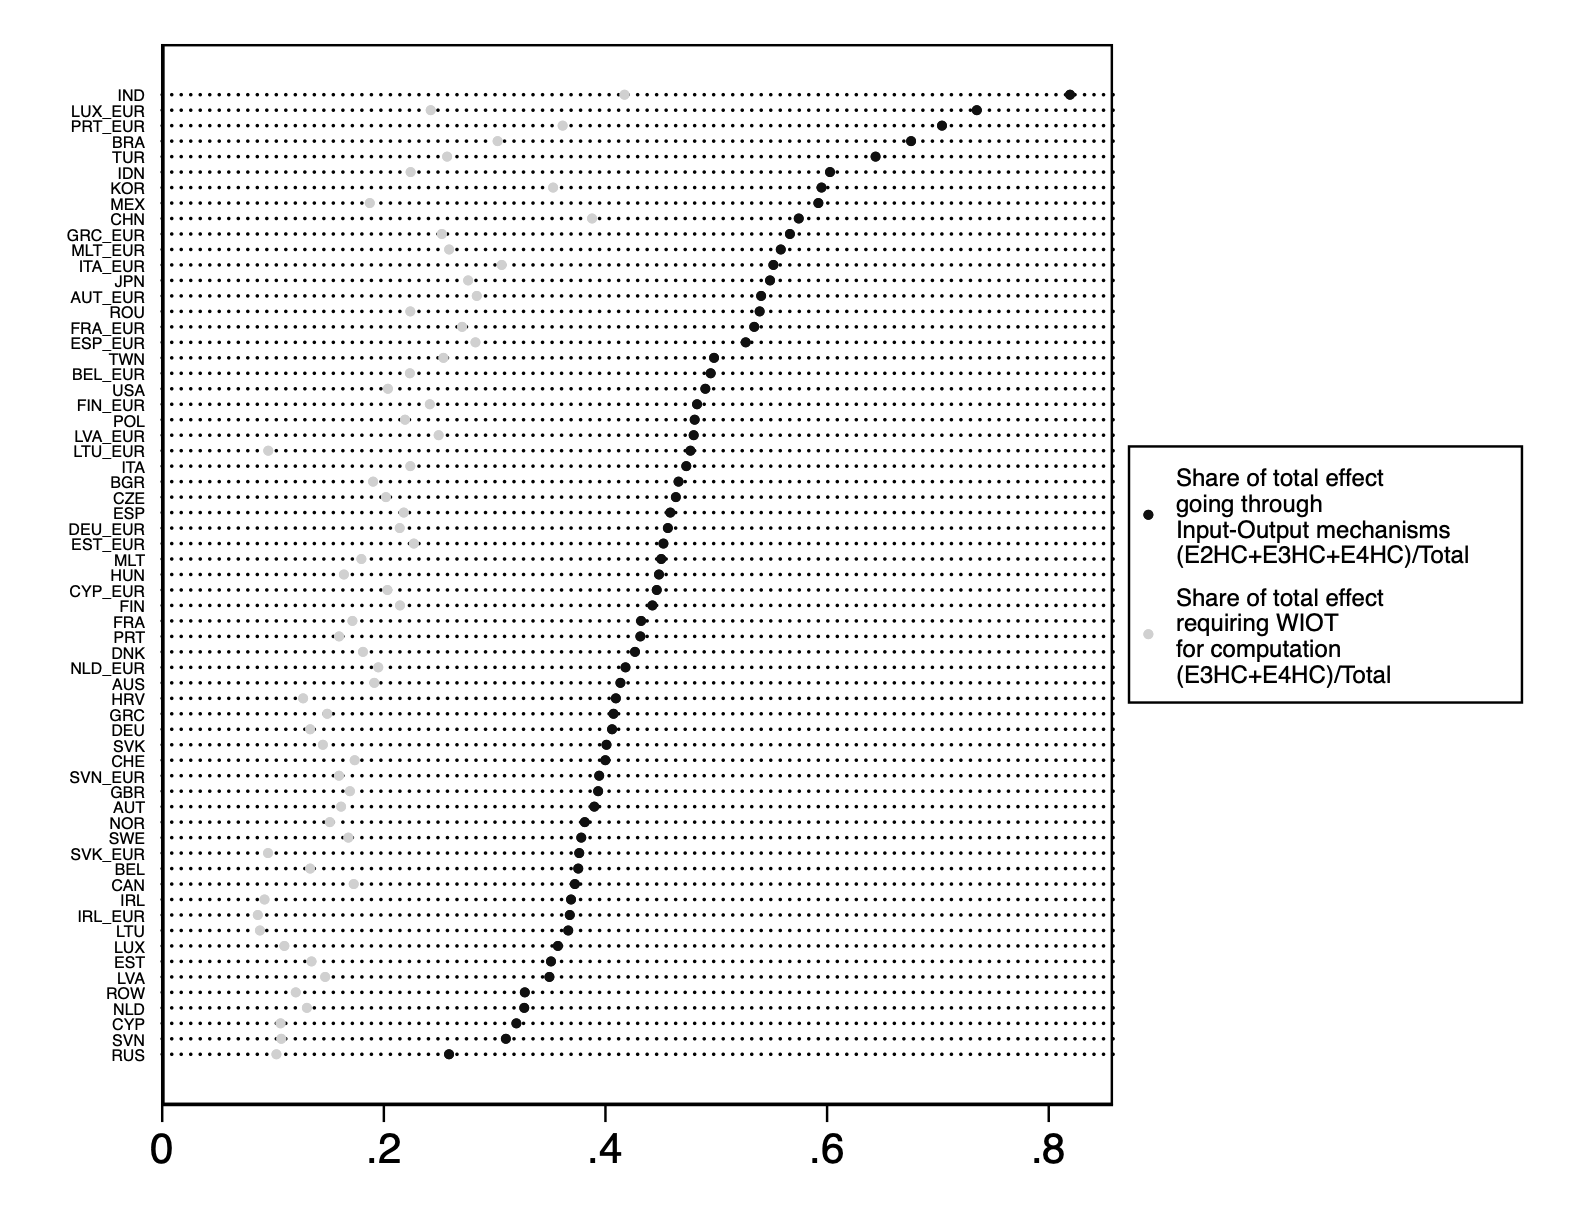 IND
LUX_EUR
PRT_EUR
BRA
TUR
IDN
KOR
MEX
CHN
GRC_EUR
MLT_EUR
ITA_EUR
JPN
AUT_EUR
ROU
FRA_EUR
ESP_EUR
TWN
BEL_EUR
USA
FIN_EUR
POL
LVA_EUR
LTU_EUR
ITA
BGR
CZE
ESP
DEU_EUR
EST_EUR
MLT
HUN
CYP_EUR
FIN
FRA
PRT
DNK
NLD_EUR
AUS
HRV
GRC
DEU
SVK
CHE
SVN_EUR
GBR
AUT
NOR
SWE
SVK_EUR
BEL
CAN
IRL
IRL_EUR
LTU
LUX
EST
LVA
ROW
NLD
CYP
SVN
RUS
0 .2 .4 .6 .8
Share of total effect
going through
Input-Output mechanisms
(E2HC+E3HC+E4HC)/Total
Share of total effect
requiring WIOT
for computation
(E3HC+E4HC)/Total